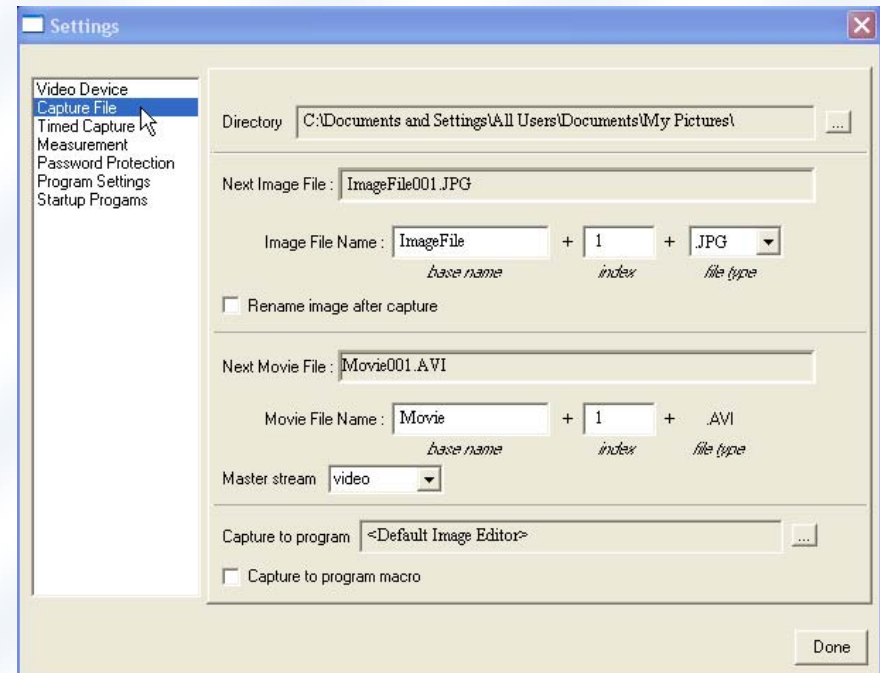 Settings
Video Device
Capture File
Timed Capture
Measurement
Password Protection
Program Settings
Startup Progams
Directory C:\Documents and Settings\All Users\Documents\My Pictures\ ...
Next Image File : ImageFile001.JPG
Image File Name : ImageFile + 1 + .JPG
base name index file type
Rename image after capture
Next Movie File : Movie001.AVI
Movie File Name : Movie + 1 + .AVI
base name index file type
Master stream video
Capture to program <Default Image Editor> ...
Capture to program macro
Done